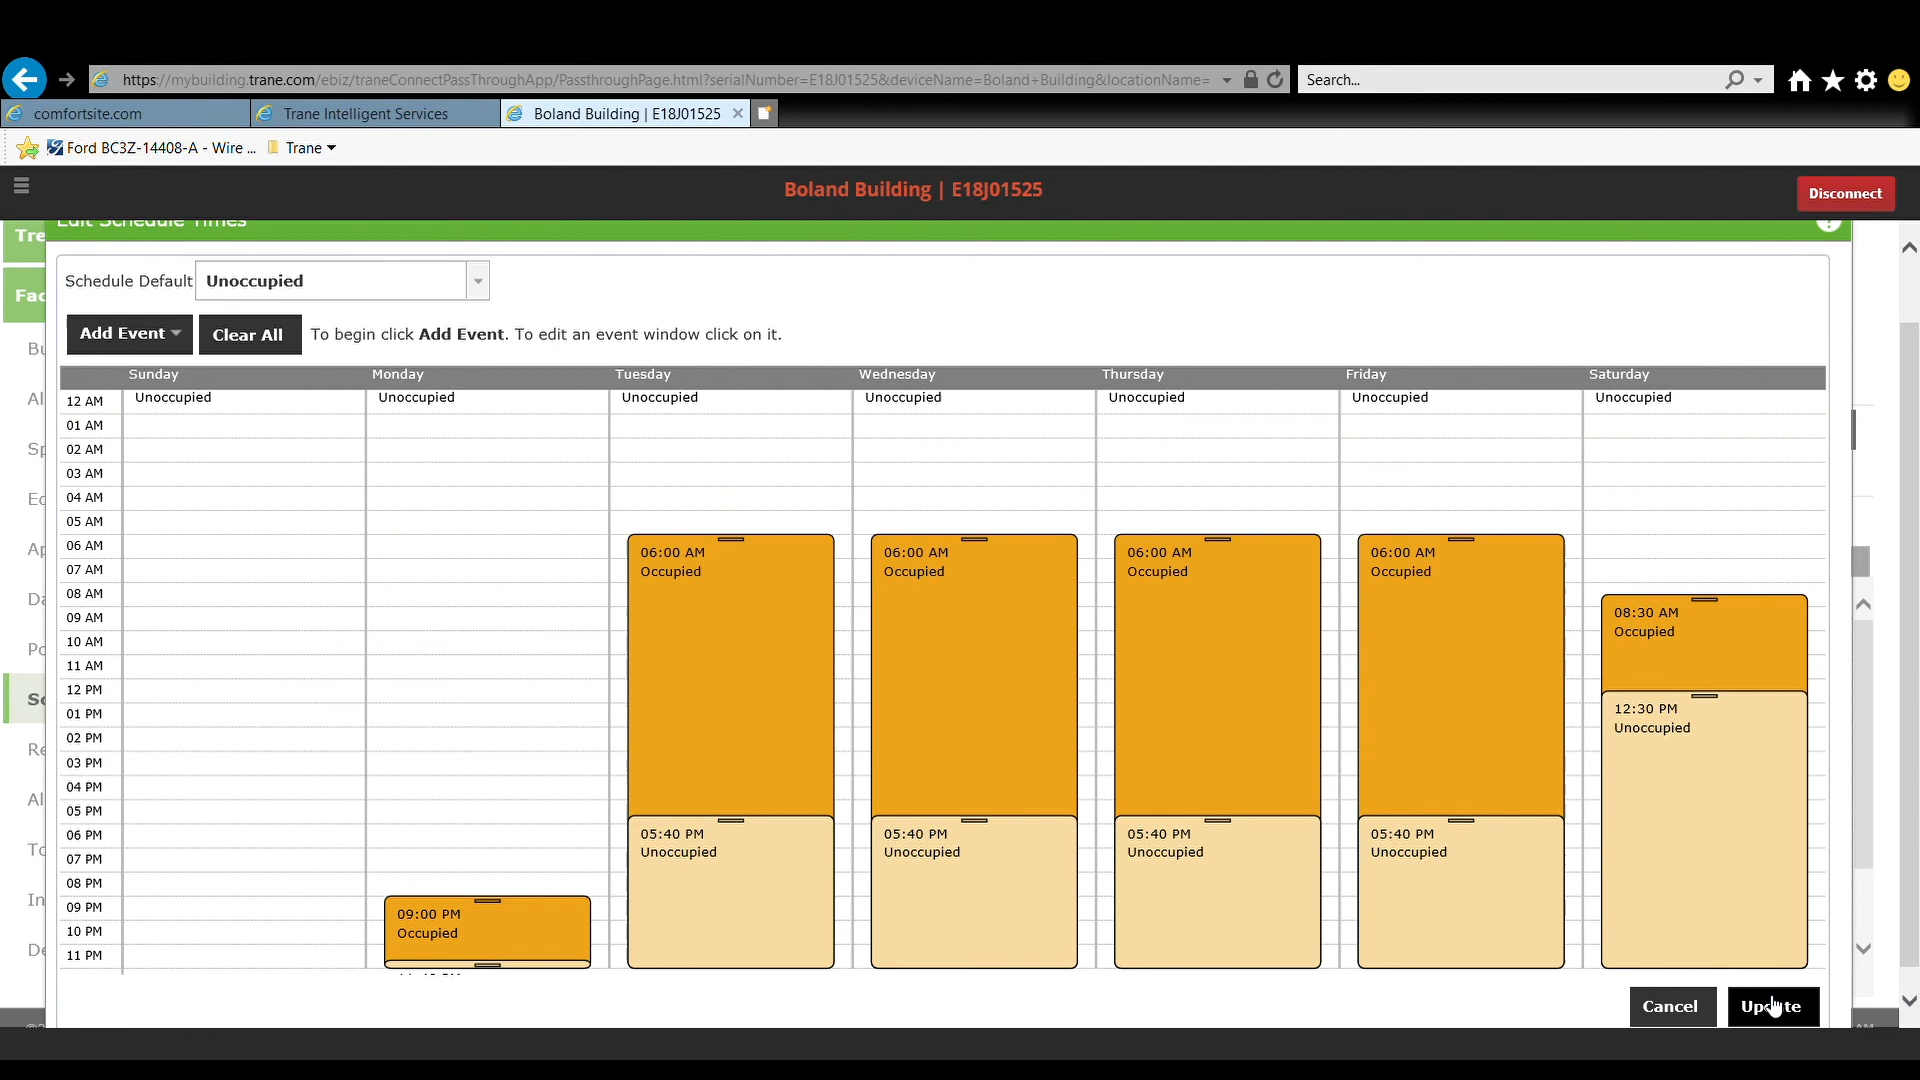 https://mybuilding.trane.com/ebiz/traneConnectPassThroughApp/PassthroughPage.html?serialNumber=E18J01525&deviceName=Boland+Building&locationName=
Search...
comfortsite.com
Trane Intelligent Services
Boland Building | E18J01525
Ford BC3Z-14408-A - Wire ...
Trane
Boland Building | E18J01525
Disconnect
Edit Schedule Times
Schedule Default
Unoccupied
Add Event
Clear All
To begin click Add Event. To edit an event window click on it.
Sunday Monday Tuesday Wednesday Thursday Friday Saturday
12 AM Unoccupied Unoccupied Unoccupied Unoccupied Unoccupied Unoccupied Unoccupied
01 AM
02 AM
03 AM
04 AM
05 AM
06 AM
07 AM
08 AM
09 AM
10 AM
11 AM
12 PM
01 PM
02 PM
03 PM
04 PM
05 PM
06 PM
07 PM
08 PM
09 PM
10 PM
11 PM
09:00 PM
Occupied
06:00 AM
Occupied
05:40 PM
Unoccupied
06:00 AM
Occupied
05:40 PM
Unoccupied
06:00 AM
Occupied
05:40 PM
Unoccupied
06:00 AM
Occupied
05:40 PM
Unoccupied
08:30 AM
Occupied
12:30 PM
Unoccupied
Cancel
Update